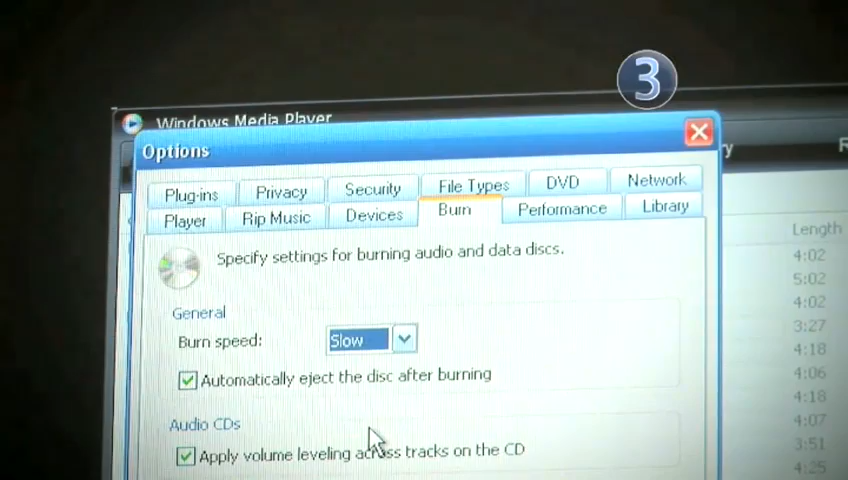 3
Windows Media Player
Options
Plug-ins Privacy Security File Types DVD Network
Player Rip Music Devices Burn Performance Library
Specify settings for burning audio and data discs.
General
Burn speed: Slow
Automatically eject the disc after burning
Audio CDs
Apply volume leveling across tracks on the CD
Length
4:02
5:02
4:02
3:27
4:18
4:06
4:18
4:07
3:51
4:25